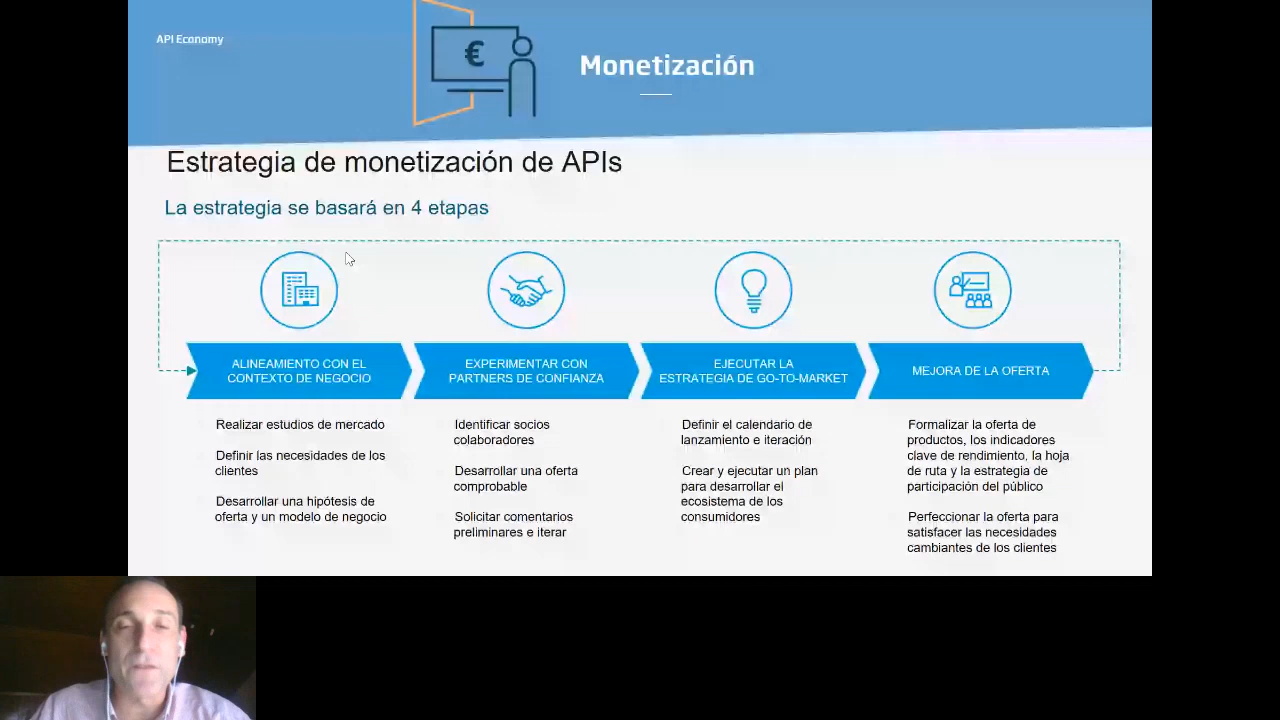 API Economy
€
Monetización
Estrategia de monetización de APIs
La estrategia se basará en 4 etapas
ALINEAMIENTO CON EL
CONTEXTO DE NEGOCIO
Realizar estudios de mercado
Definir las necesidades de los
clientes
Desarrollar una hipótesis de
oferta y un modelo de negocio
EXPERIMENTAR CON
PARTNERS DE CONFIANZA
Identificar socios
colaboradores
Desarrollar una oferta
comprobable
Solicitar comentarios
preliminares e iterar
EJECUTAR LA
ESTRATEGIA DE GO-TO-MARKET
Definir el calendario de
lanzamiento e iteración
Crear y ejecutar un plan
para desarrollar el
ecosistema de los
consumidores
MEJORA DE LA OFERTA
Formalizar la oferta de
productos, los indicadores
clave de rendimiento, la hoja
de ruta y la estrategia de
participación del público
Perfeccionar la oferta para
satisfacer las necesidades
cambiantes de los clientes